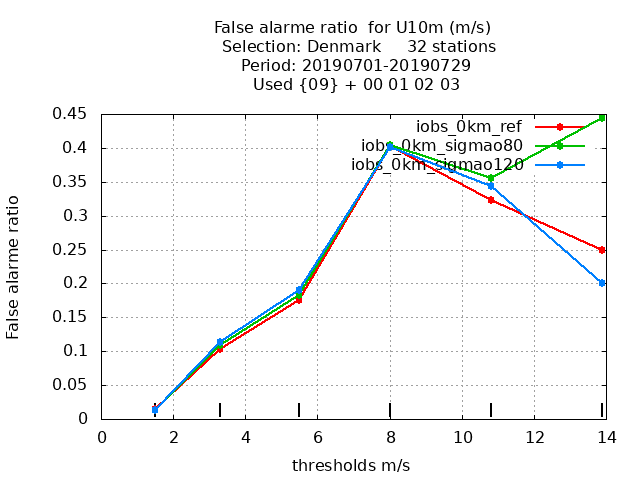 False alarme ratio  for U10m (m/s)
Selection: Denmark     32 stations
Period: 20190701-20190729
Used {09} + 00 01 02 03
iobs_0km_ref
iobs_0km_sigmao80
iobs_0km_sigmao120
0.45
0.4
0.35
0.3
0.25
0.2
0.15
0.1
0.05
0
False alarme ratio
0 2 4 6 8 10 12 14
thresholds m/s